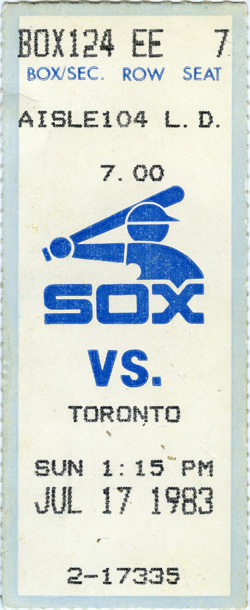 BOX124 EE 7
BOX/SEC. ROW SEAT
AISLE104 L.D.
7.00
SOX
VS.
TORONTO
SUN 1:15 PM
JUL 17 1983
2-17335